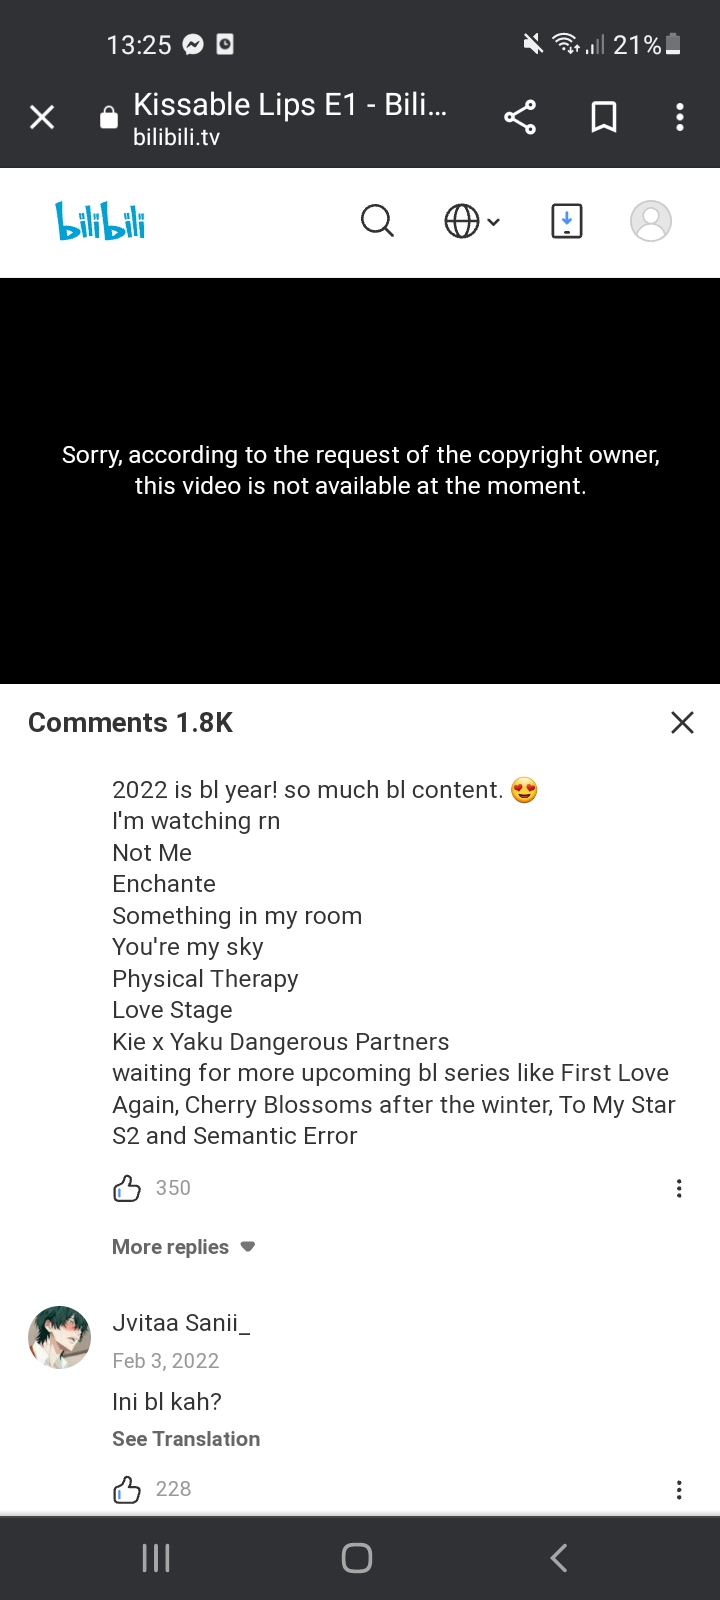 13:25
21%
Kissable Lips E1 - Bili...
bilibili.tv
bilibili
Sorry, according to the request of the copyright owner,
this video is not available at the moment.
Comments 1.8K
2022 is bl year! so much bl content. 😍
I'm watching rn
Not Me
Enchante
Something in my room
You're my sky
Physical Therapy
Love Stage
Kie x Yaku Dangerous Partners
waiting for more upcoming bl series like First Love
Again, Cherry Blossoms after the winter, To My Star
S2 and Semantic Error
350
More replies
Jvitaa Sanii_
Feb 3, 2022
Ini bl kah?
See Translation
228